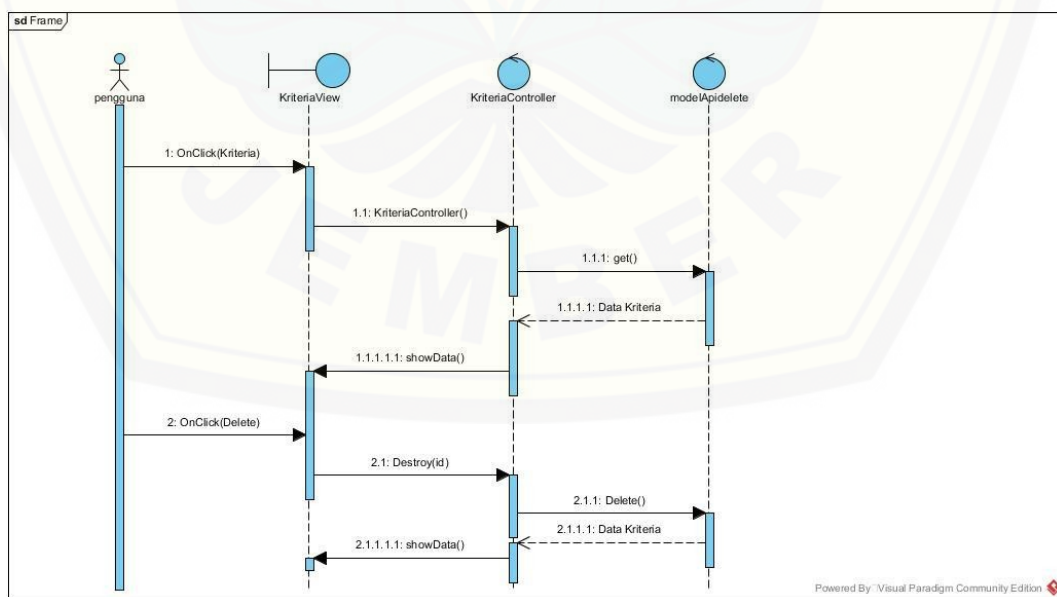 sd Frame
pengguna
KriteriaView
KriteriaController
modelApidelete
1: OnClick(Kriteria)
1.1: KriteriaController()
1.1.1: get()
1.1.1.1: Data Kriteria
1.1.1.1.1: showData()
2: OnClick(Delete)
2.1: Destroy(id)
2.1.1: Delete()
2.1.1.1: Data Kriteria
2.1.1.1.1: showData()
JEMBER
Powered By Visual Paradigm Community Edition